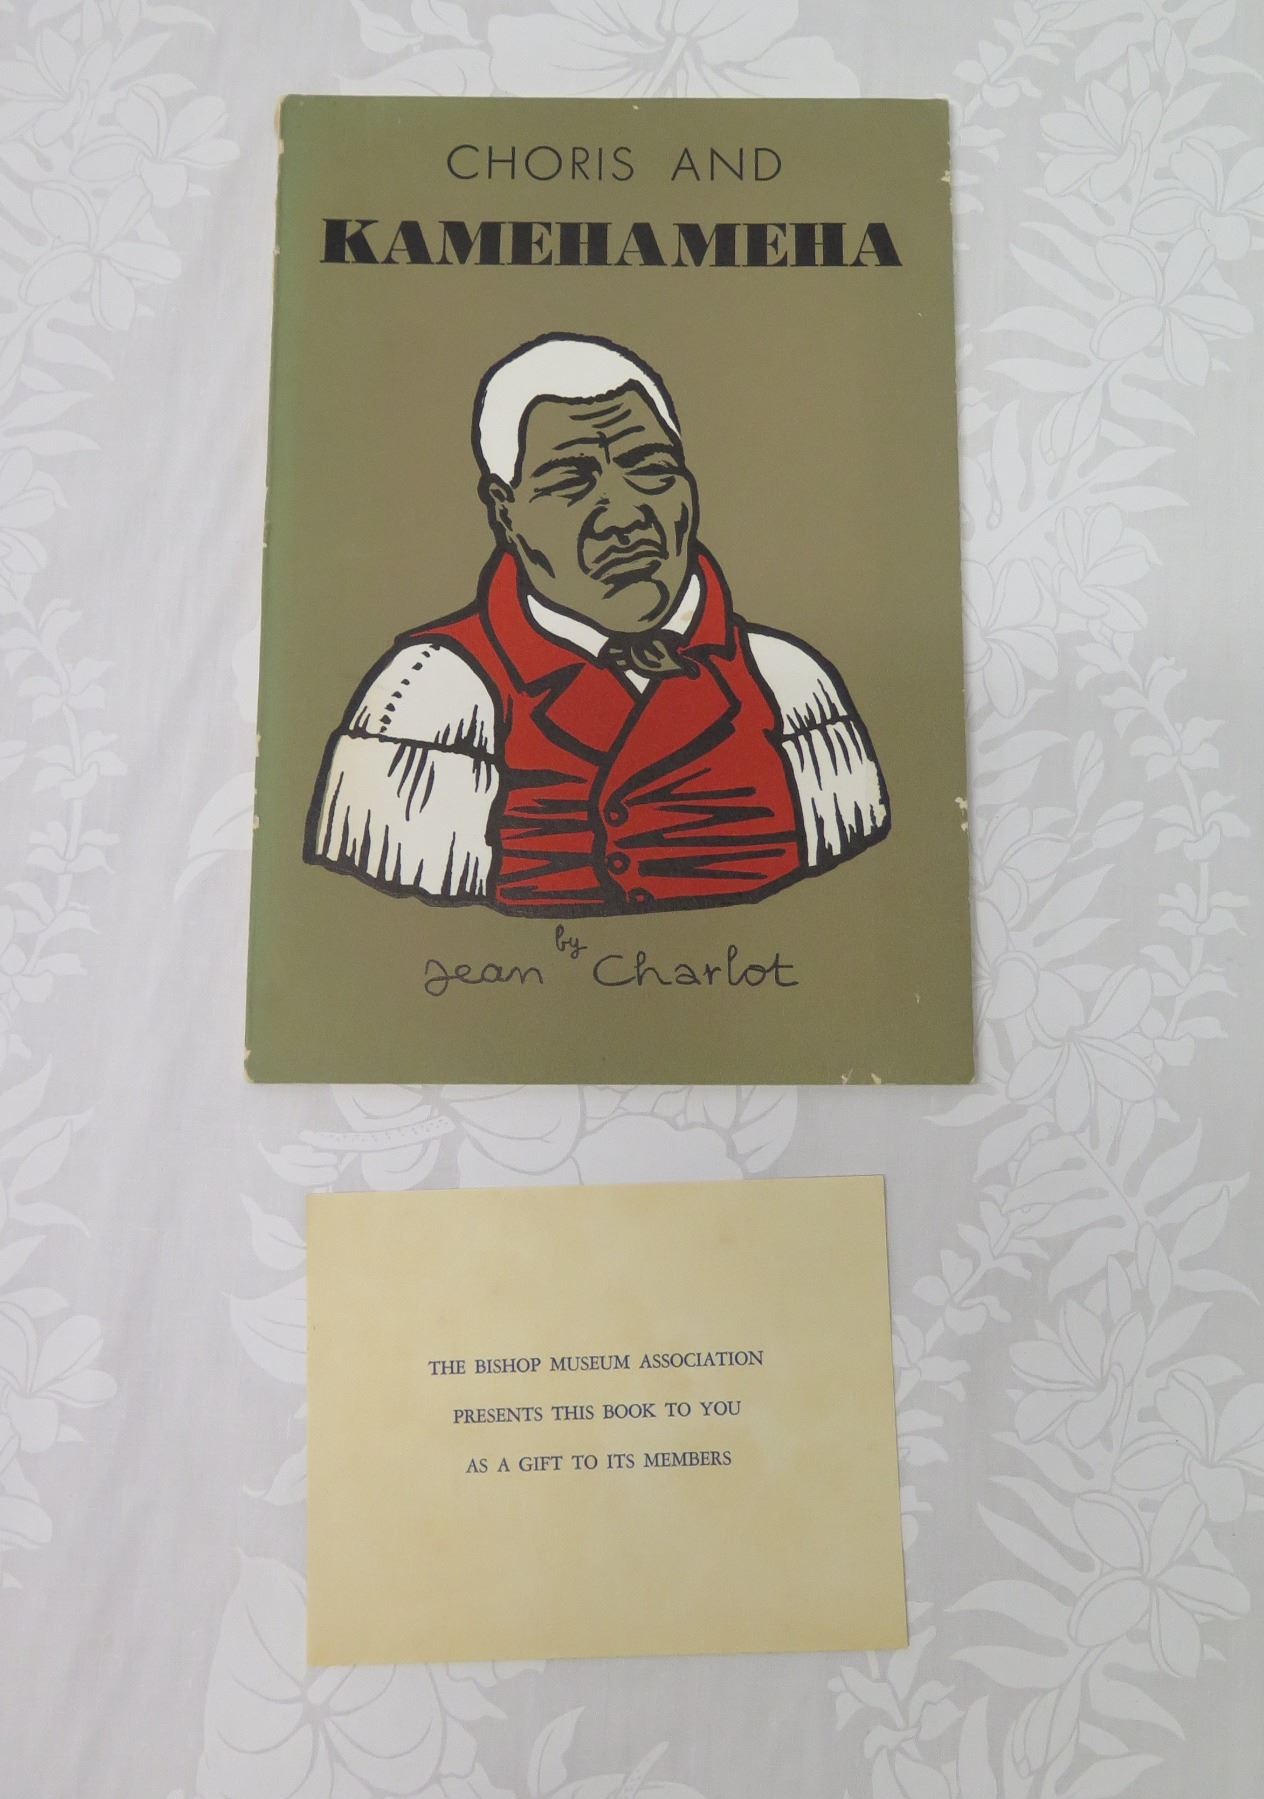 CHORIS AND
KAMEHAMEHA
by
Jean Charlot
THE BISHOP MUSEUM ASSOCIATION
PRESENTS THIS BOOK TO YOU
AS A GIFT TO ITS MEMBERS